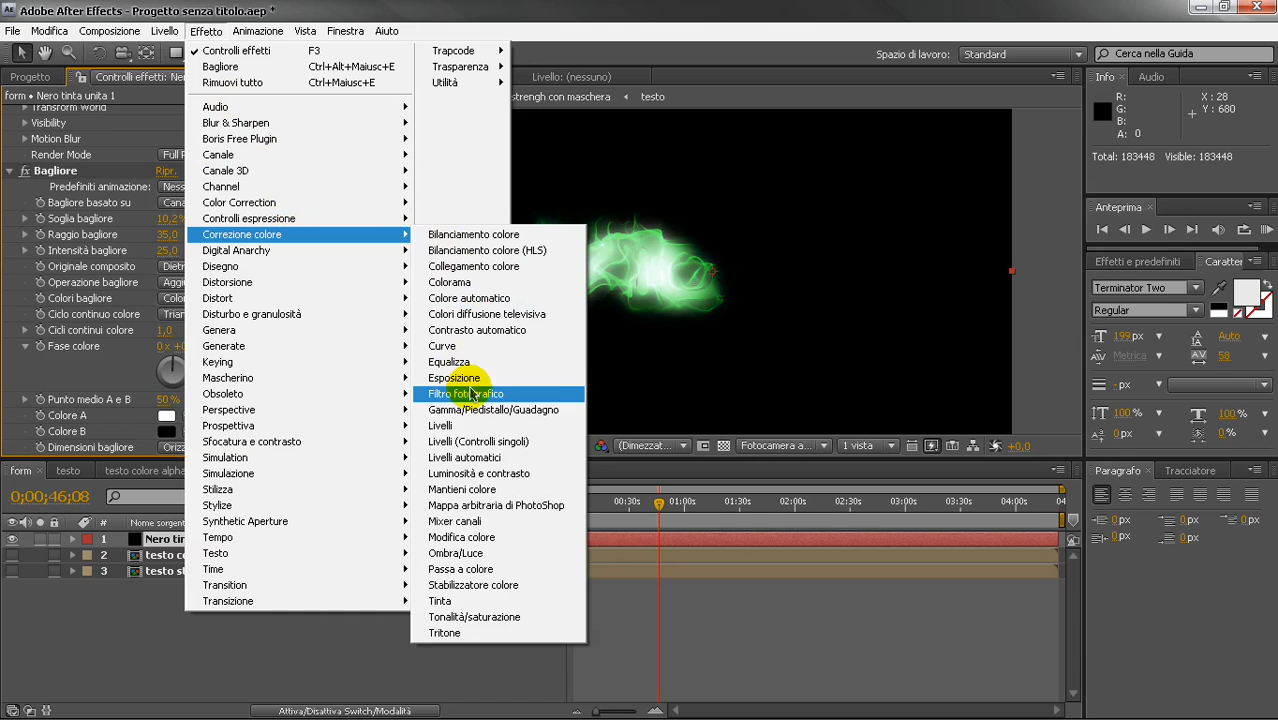 Adobe After Effects - Progetto senza titolo.aep *
File Modifica Composizione Livello Effetto Animazione Vista Finestra Aiuto
Spazio di lavoro: Standard Cerca nella Guida
Progetto Controlli effetti: Ne
Livello: (nessuno)
form • Nero tinta unita 1
strengh con maschera testo
Transform World
Visibility
Motion Blur
Render Mode Full
Bagliore Ripr.
Predefiniti animazione: Ness
Bagliore basato su Cana
Soglia bagliore 10,2%
Raggio bagliore 35,0
Intensità bagliore 25,0
Originale composito Dietr
Operazione bagliore Aggiu
Colori bagliore Color
Ciclo continuo colore Trian
Cicli continui colore 1,0
Fase colore 0 x +
Punto medio A e B 50%
Colore A
Colore B
Dimensioni bagliore Orizz
Controlli effetti F3
Bagliore Ctrl+Alt+Maiusc+E
Rimuovi tutto Ctrl+Maiusc+E
Audio
Blur & Sharpen
Boris Free Plugin
Canale
Canale 3D
Channel
Color Correction
Controlli espressione
Correzione colore
Digital Anarchy
Disegno
Distorsione
Distort
Disturbo e granulosità
Genera
Generate
Keying
Mascherino
Obsoleto
Perspective
Prospettiva
Sfocatura e contrasto
Simulation
Simulazione
Stilizza
Stylize
Synthetic Aperture
Tempo
Testo
Time
Transition
Transizione
Trapcode
Trasparenza
Utilità
Bilanciamento colore
Bilanciamento colore (HLS)
Collegamento colore
Colorama
Colore automatico
Colori diffusione televisiva
Contrasto automatico
Curve
Equalizza
Esposizione
Filtro fotografico
Gamma/Piedistallo/Guadagno
Livelli
Livelli (Controlli singoli)
Livelli automatici
Luminosità e contrasto
Mantieni colore
Mappa arbitraria di PhotoShop
Mixer canali
Modifica colore
Ombra/Luce
Passa a colore
Stabilizzatore colore
Tinta
Tonalità/saturazione
Tritone
(Dimezzat... Fotocamera a... 1 vista +0,0
Info Audio
R: X : 28
G: Y : 680
B:
A: 0
Total: 183448 Visible: 183448
Anteprima
Effetti e predefiniti Caratter
Terminator Two
Regular
199 px Auto
Metrica 58
- px
100 % 100 %
0 px 0 %
Paragrafo Tracciatore
0 px 0 px 0 px
0 px 0 px
form testo testo colore alpha
0;00;46;08
# Nome sorgent
1 Nero tin
2 testo co
3 testo st
00:30s 01:00s 01:30s 02:00s 02:30s 03:00s 03:30s 04:00s 04
Attiva/Disattiva Switch/Modalità